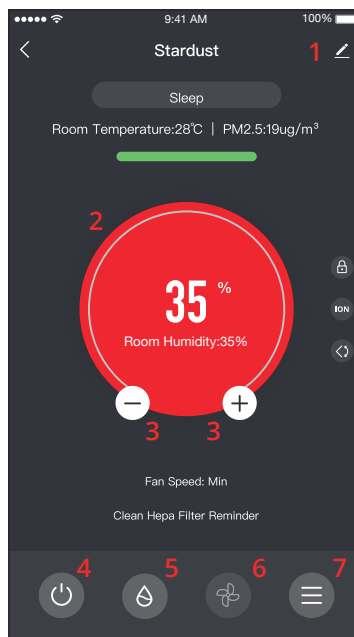 9:41 AM
100%
Stardust
1
Sleep
Room Temperature:28℃ | PM2.5:19ug/m³
2
35 %
Room Humidity:35%
ION
3 3
Fan Speed: Min
Clean Hepa Filter Reminder
4 5 6 7